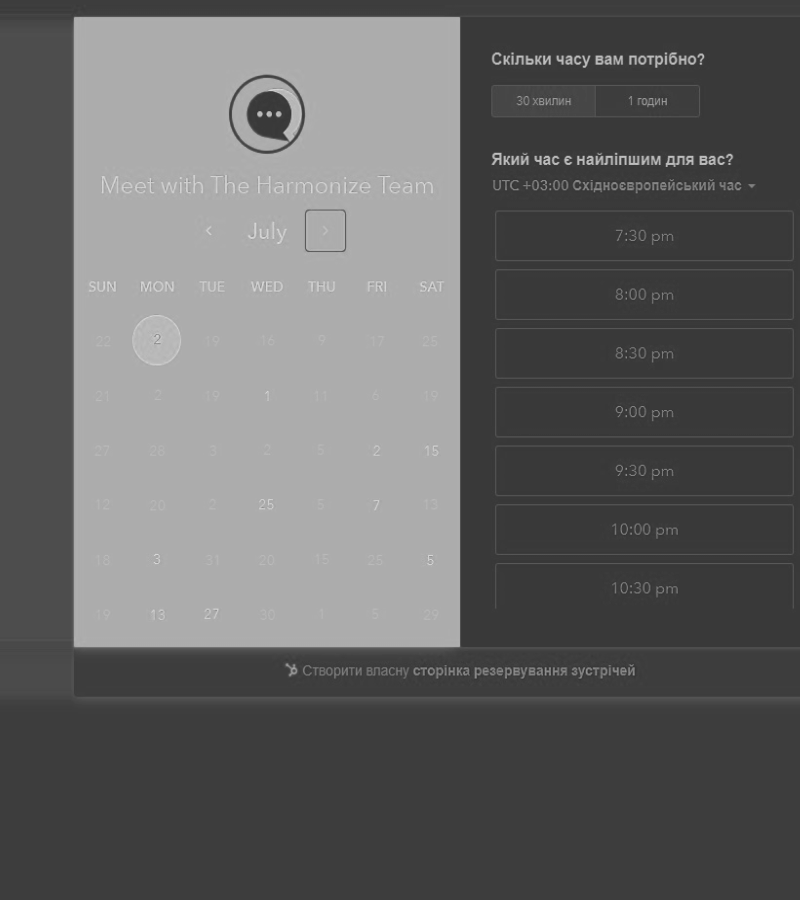 Meet with The Harmonize Team
July
SUN MON TUE WED THU FRI SAT
22 2 19 16 9 17 25
21 2 19 1 11 6 19
27 28 3 2 5 2 15
12 20 2 25 5 7 13
18 3 31 20 15 25 5
19 13 27 30 1 5 29
Скільки часу вам потрібно?
30 хвилин 1 годин
Який час є найліпшим для вас?
UTC +03:00 Східноєвропейський час
7:30 pm
8:00 pm
8:30 pm
9:00 pm
9:30 pm
10:00 pm
10:30 pm
Створити власну сторінка резервування зустрічей